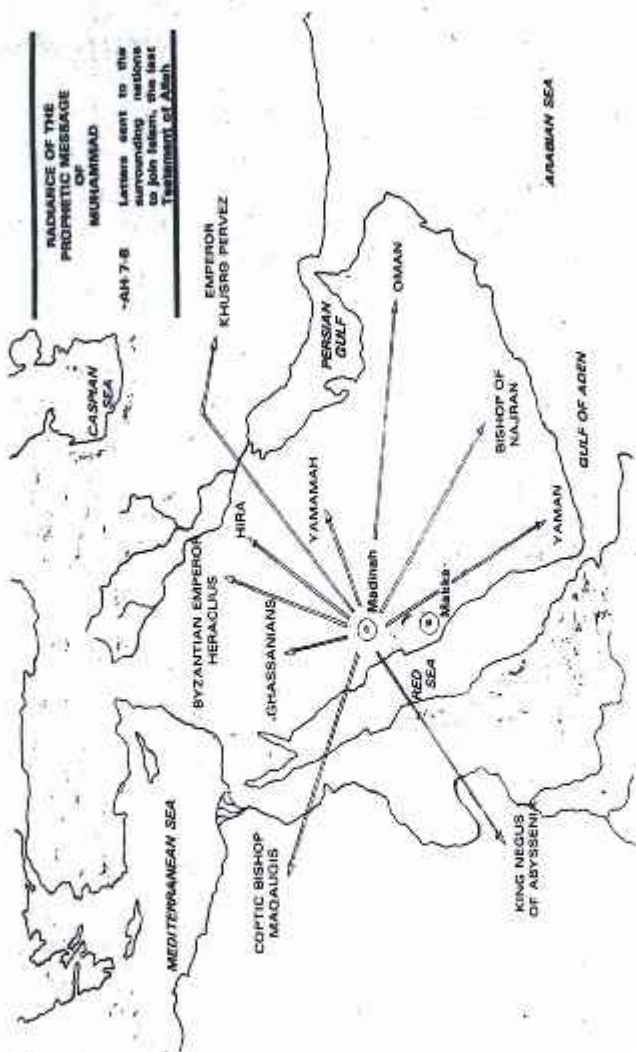 RADIANCE OF THE
PROPHETIC MESSAGE
OF
MUHAMMAD
AH 7-8
Letters sent to the
surrounding nations
to join Islam, the last
Testament of Allah
CASPIAN
SEA
EMPEROR
KHUSRO PERVEZ
MEDITERRANEAN SEA
BYZANTIAN EMPEROR
HERACLIUS
HIRA
PERSIAN
GULF
GHASSANIANS
YAMAMAH
OMAN
ARABIAN SEA
COPTIC BISHOP
MAQAUQIS
Madinah
Makka
RED
SEA
BISHOP OF
NAJRAN
KING NEGUS
OF ABYSSENIA
YAMAN
GULF OF ADEN